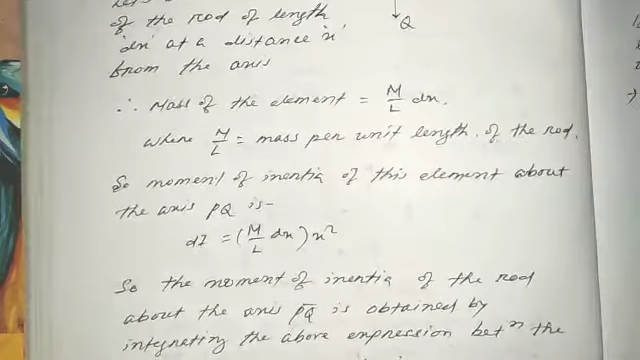 Let's
of the rod of length
'dx' at a distance 'x'
from the axis
Q
∴ Mass of the element = M/L dx.
where M/L = mass per unit length of the rod.
So moment of inertia of this element about
the axis PQ is-
dI = (M/L dx) x²
So the moment of inertia of the rod
about the axis PQ is obtained by
integrating the above expression betⁿ the